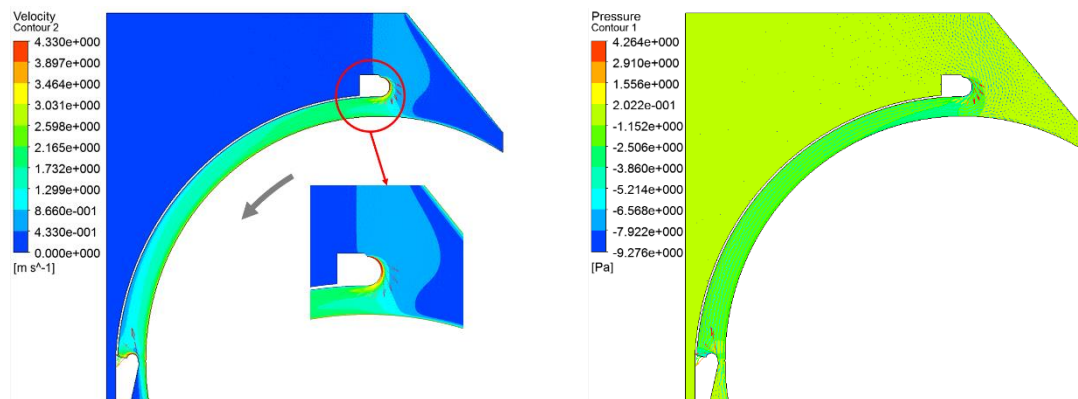 Velocity
Contour 2
4.330e+000
3.897e+000
3.464e+000
3.031e+000
2.598e+000
2.165e+000
1.732e+000
1.299e+000
8.660e-001
4.330e-001
0.000e+000
[m s^-1]
Pressure
Contour 1
4.264e+000
2.910e+000
1.556e+000
2.022e-001
-1.152e+000
-2.506e+000
-3.860e+000
-5.214e+000
-6.568e+000
-7.922e+000
-9.276e+000
[Pa]